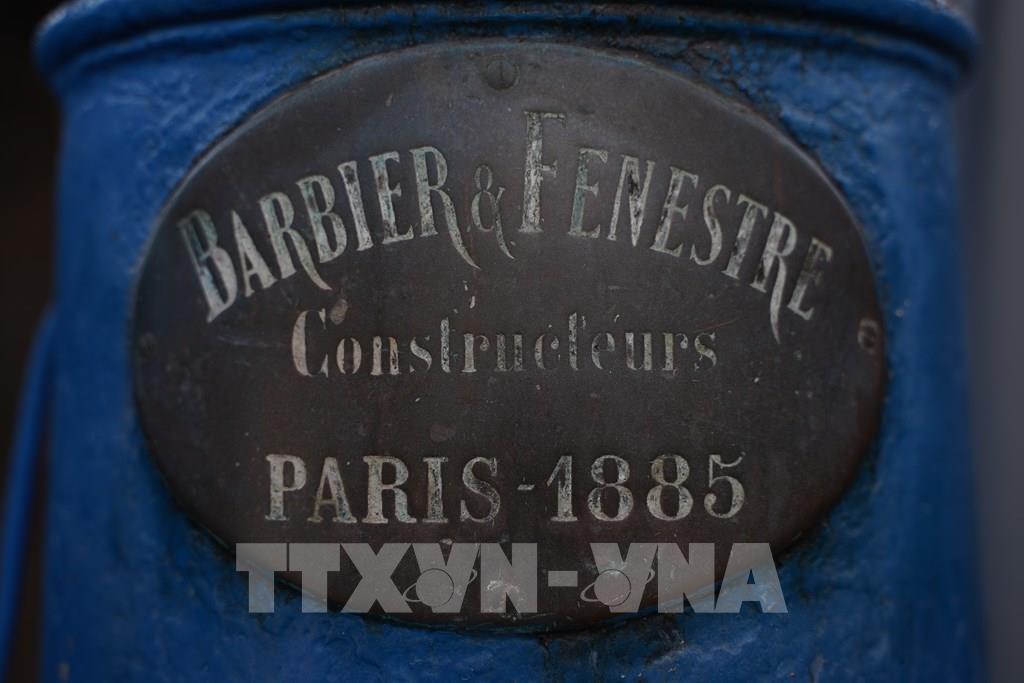 BARBIER & FENESTRE
Constructeurs
PARIS - 1885
TTXVN-VNA